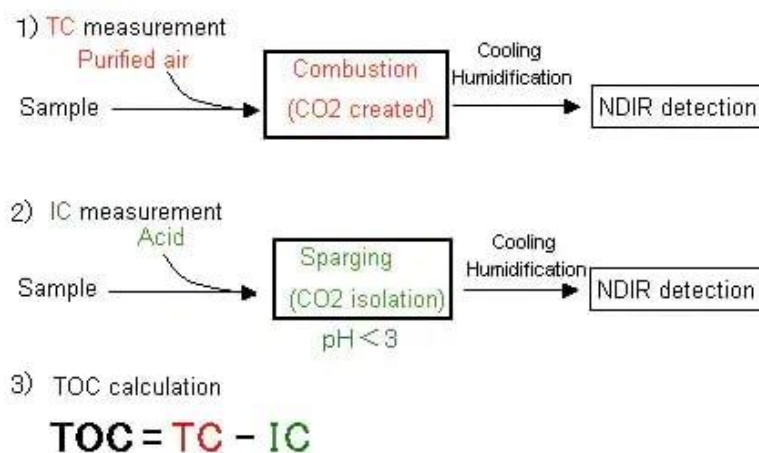 1) TC measurement
Purified air
Sample
Combustion
(CO2 created)
Cooling
Humidification
NDIR detection
2) IC measurement
Acid
Sample
Sparging
(CO2 isolation)
pH < 3
Cooling
Humidification
NDIR detection
3) TOC calculation
TOC = TC - IC